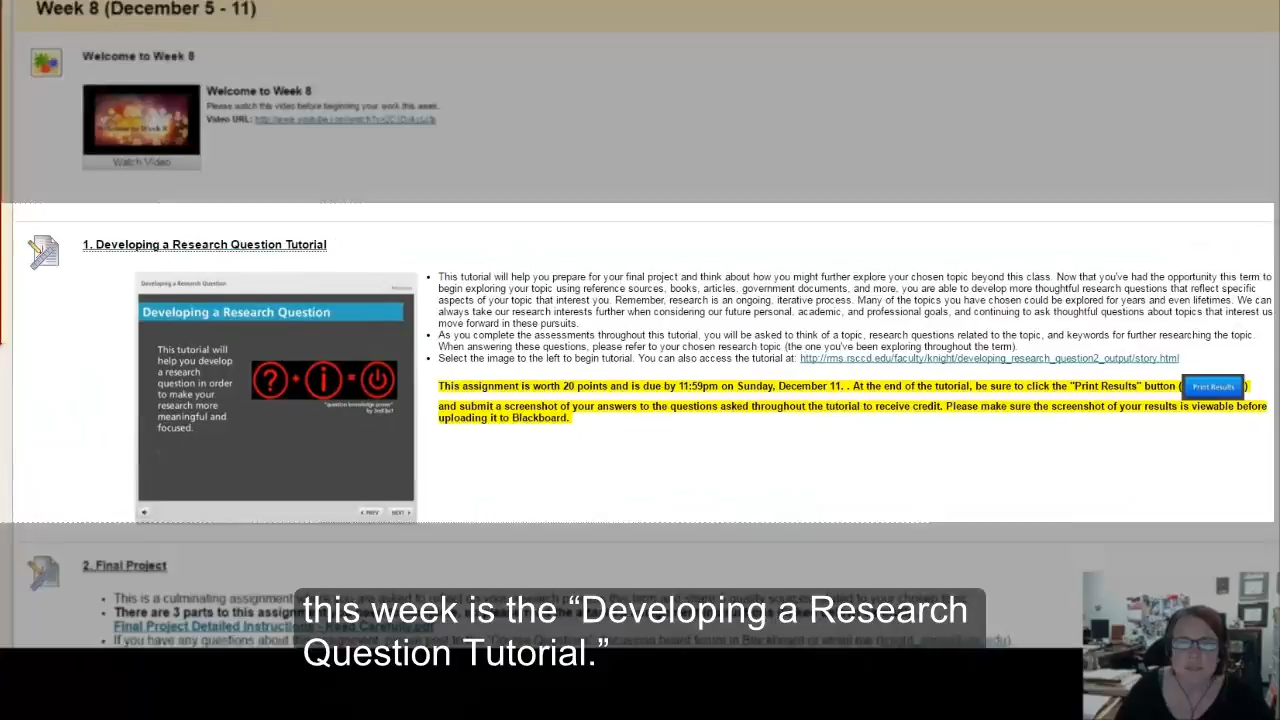 Week 8 (December 5 - 11)
Welcome to Week 8
Welcome to Week 8
Please watch this video before beginning your work this week.
Video URL:
Welcome to Week 8
Watch Video
1. Developing a Research Question Tutorial
Developing a Research Question
Developing a Research Question
This tutorial will
help you develop
a research
question in order
to make your
research more
meaningful and
focused.
"question knowledge power"
< PREV NEXT >
• This tutorial will help you prepare for your final project and think about how you might further explore your chosen topic beyond this class. Now that you've had the opportunity this term to
begin exploring your topic using reference sources, books, articles, government documents, and more, you are able to develop more thoughtful research questions that reflect specific
aspects of your topic that interest you. Remember, research is an ongoing, iterative process. Many of the topics you have chosen could be explored for years and even lifetimes. We can
always take our research interests further when considering our future personal, academic, and professional goals, and continuing to ask thoughtful questions about topics that interest us
move forward in these pursuits.
• As you complete the assessments throughout this tutorial, you will be asked to think of a topic, research questions related to the topic, and keywords for further researching the topic.
When answering these questions, please refer to your chosen research topic (the one you've been exploring throughout the term).
• Select the image to the left to begin tutorial. You can also access the tutorial at: http://rms.rsccd.edu/faculty/knight/developing_research_question2_output/story.html
This assignment is worth 20 points and is due by 11:59pm on Sunday, December 11. . At the end of the tutorial, be sure to click the "Print Results" button ( Print Results )
and submit a screenshot of your answers to the questions asked throughout the tutorial to receive credit. Please make sure the screenshot of your results is viewable before
uploading it to Blackboard.
2. Final Project
• This is a culminating
• There are 3 parts to this
Final Project Detailed Instructions - Read Carefully.pdf
• If you have any questions about
this week is the “Developing a Research
Question Tutorial.”